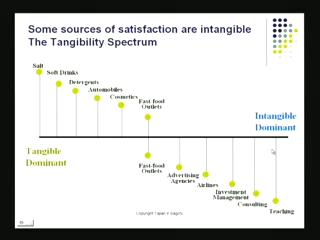 Some sources of satisfaction are intangible
The Tangibility Spectrum
Salt
Soft Drinks
Detergents
Automobiles
Cosmetics
Fast-food
Outlets
Intangible
Dominant
Tangible
Dominant
Fast-food
Outlets
Advertising
Agencies
Airlines
Investment
Management
Consulting
Teaching